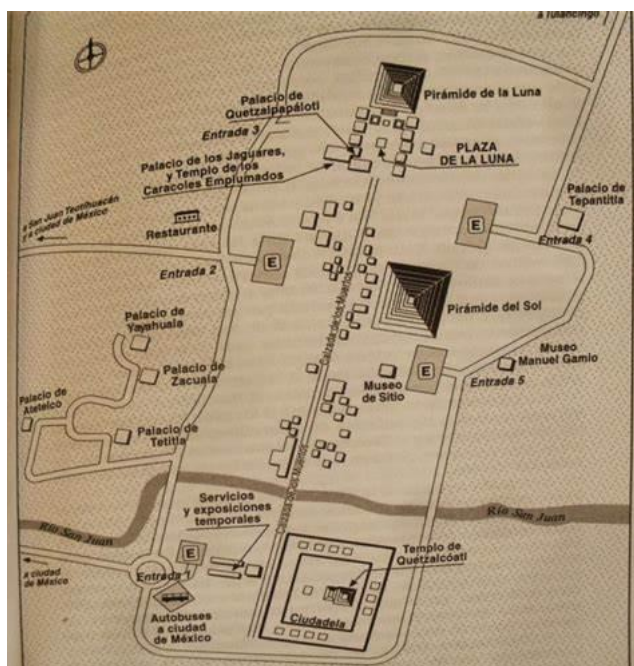 a Tulancingo
Pirámide de la Luna
Palacio de
Quetzalpapáloti
Entrada 3
Palacio de los Jaguares,
y Templo de los
Caracoles Emplumados
PLAZA
DE LA LUNA
Palacio de
Tepantitla
a San Juan Teotihuacán
y a ciudad de México
Restaurante
E
Entrada 4
E
Entrada 2
Calzada de los Muertos
Pirámide del Sol
Palacio de
Yayahuala
Palacio de
Zacuala
Museo
Manuel Gamio
E
Entrada 5
Museo
de Sitio
Palacio de
Atetelco
Palacio de
Tetitla
Calzada de los Muertos
Servicios
y exposiciones
temporales
Río San Juan
Río San Juan
E
Entrada 1
a ciudad
de México
Templo de
Quetzalcóatl
Ciudadela
Autobuses
a ciudad
de México